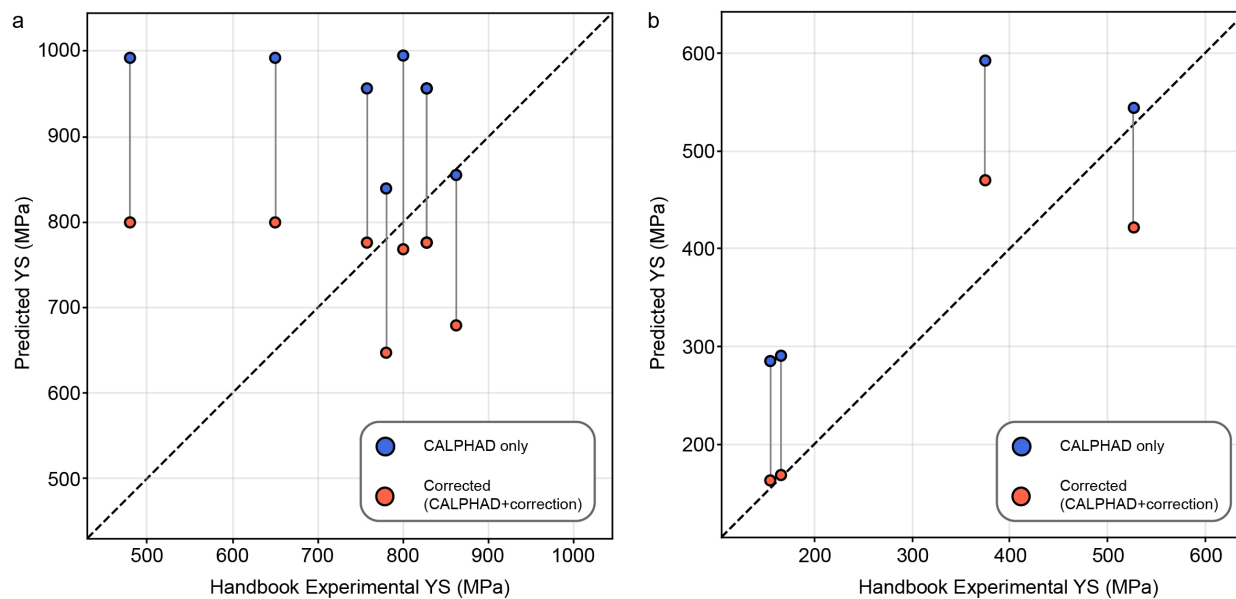 a
1000
900
800
700
600
500
Predicted YS (MPa)
500 600 700 800 900 1000
Handbook Experimental YS (MPa)
CALPHAD only
Corrected
(CALPHAD+correction)
b
600
500
400
300
200
Predicted YS (MPa)
200 300 400 500 600
Handbook Experimental YS (MPa)
CALPHAD only
Corrected
(CALPHAD+correction)